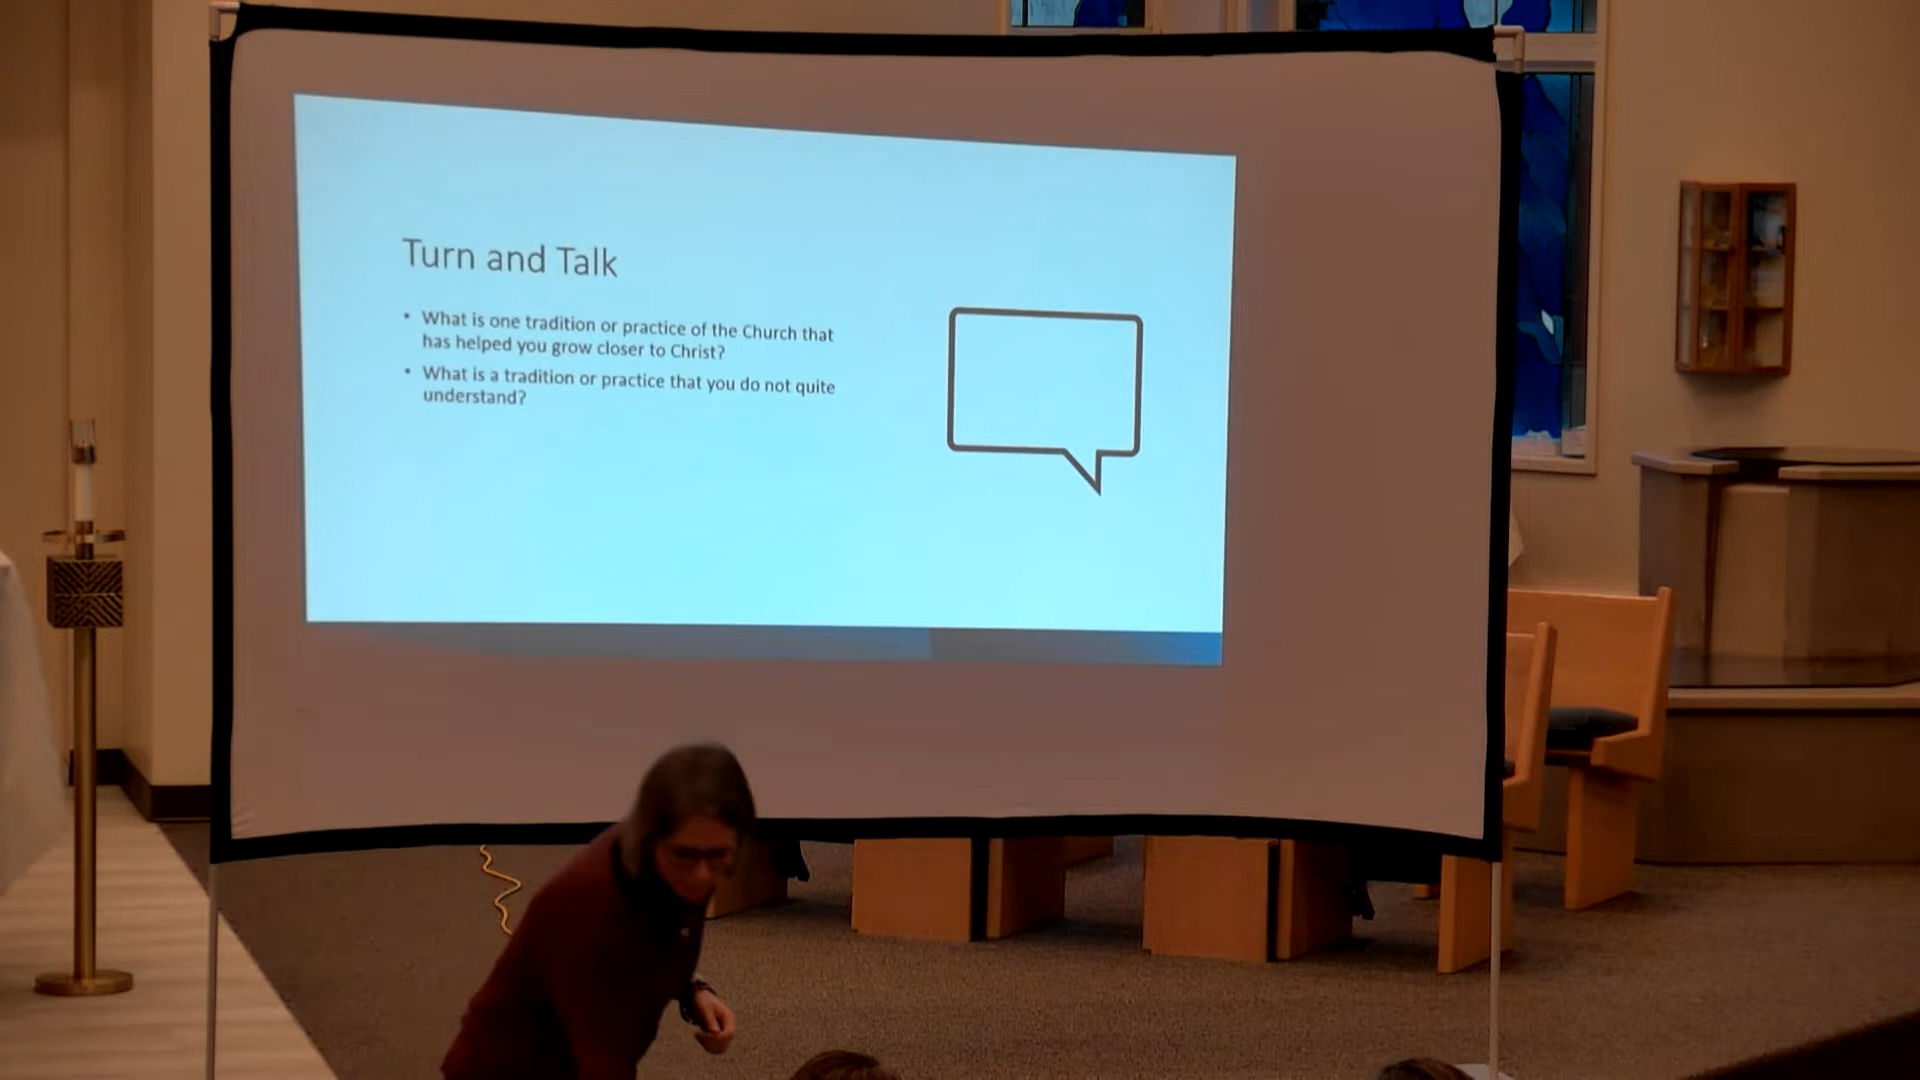 Turn and Talk
• What is one tradition or practice of the Church that
has helped you grow closer to Christ?
• What is a tradition or practice that you do not quite
understand?